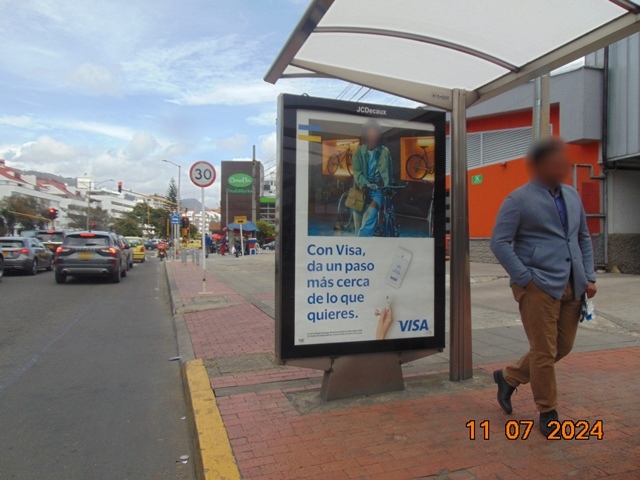 JCDecaux
30
Con Visa,
da un paso
más cerca
de lo que
quieres.
VISA
11 07 2024